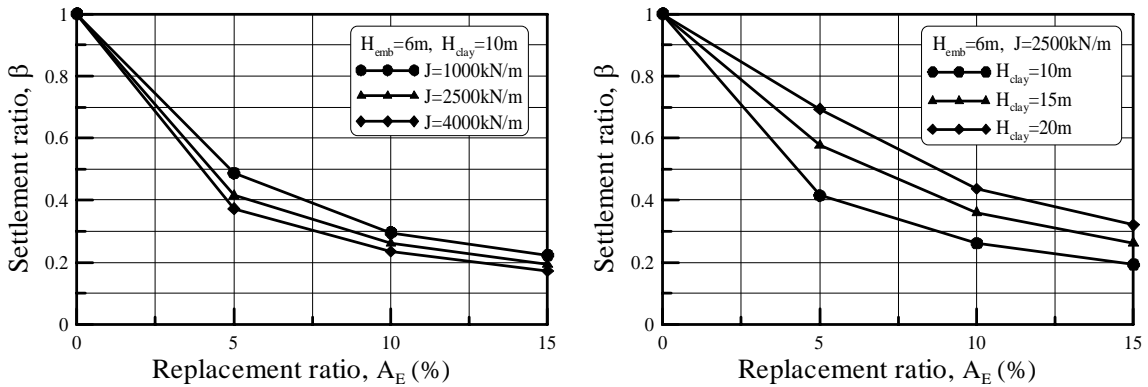 1
0.8
0.6
0.4
0.2
0
0 5 10 15
Settlement ratio, β
Replacement ratio, A_E (%)
H_emb=6m, H_clay=10m
J=1000kN/m
J=2500kN/m
J=4000kN/m
1
0.8
0.6
0.4
0.2
0
0 5 10 15
Settlement ratio, β
Replacement ratio, A_E (%)
H_emb=6m, J=2500kN/m
H_clay=10m
H_clay=15m
H_clay=20m